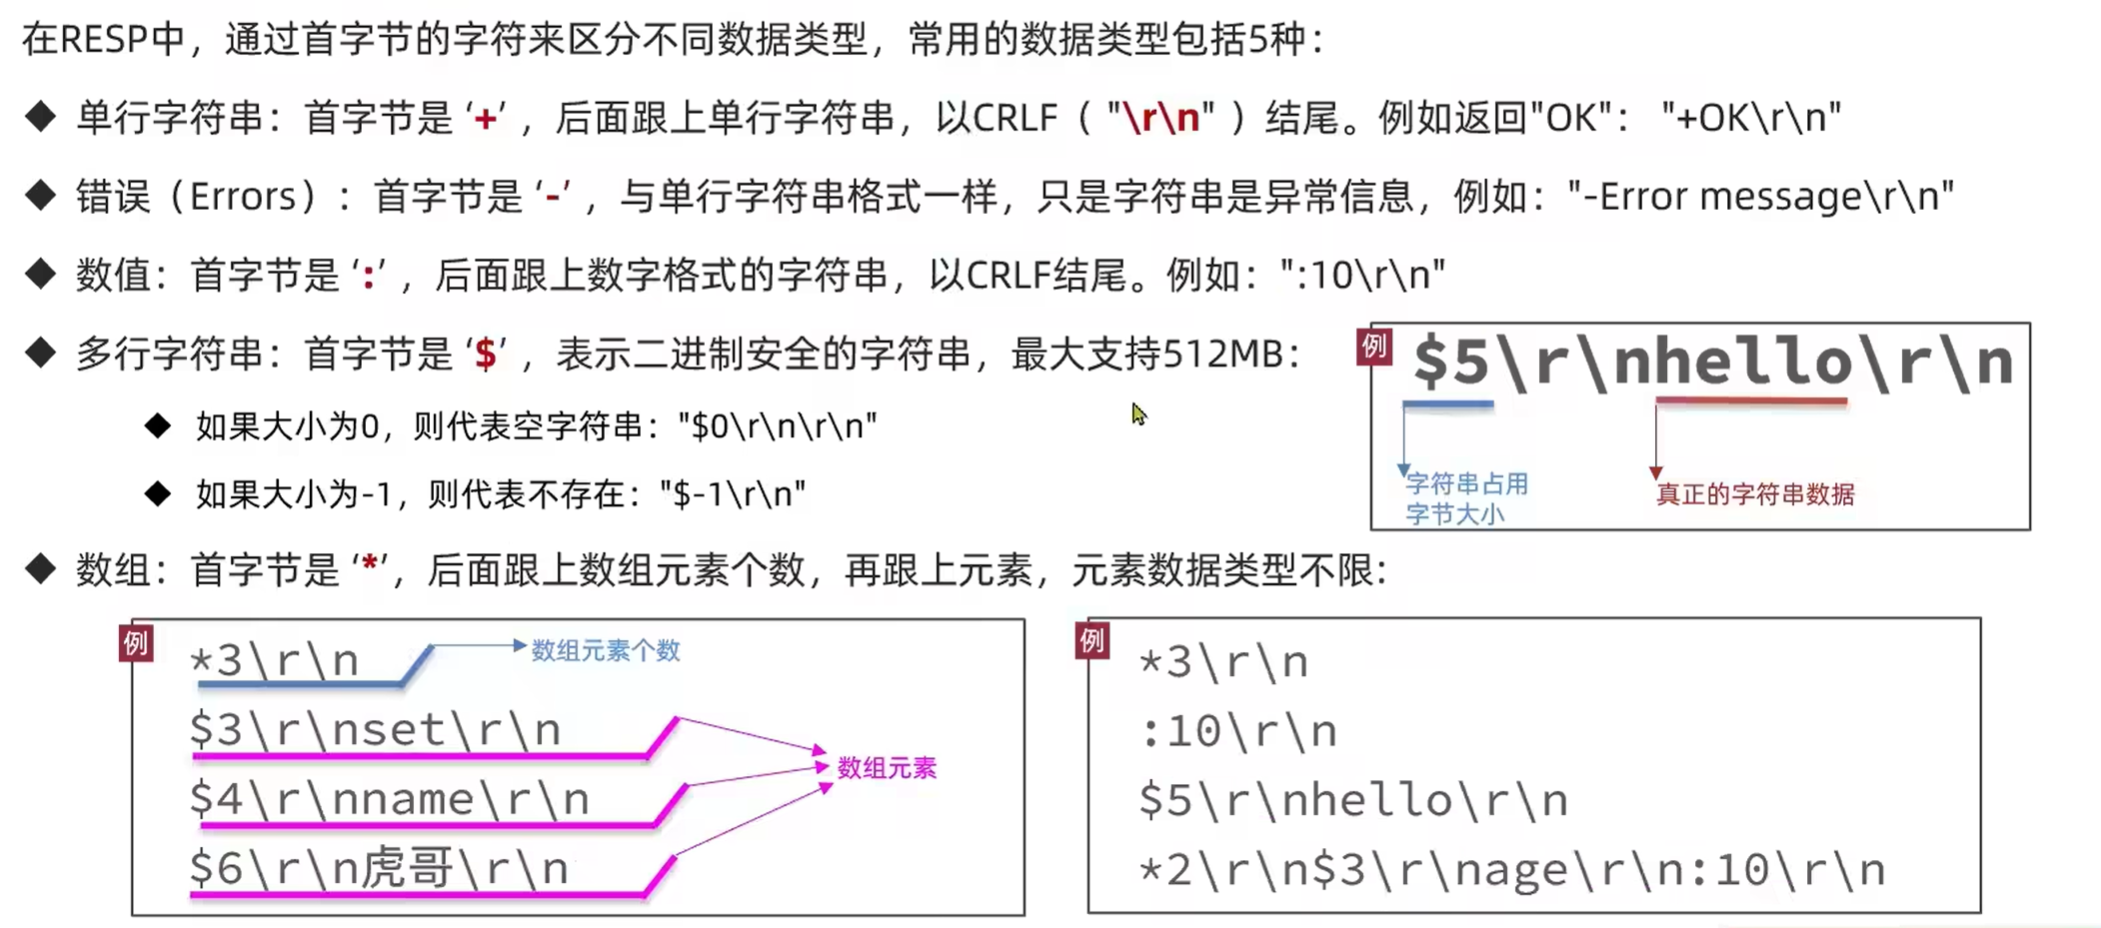 在RESP中，通过首字节的字符来区分不同数据类型，常用的数据类型包括5种：
◆ 单行字符串：首字节是 ‘+’ ，后面跟上单行字符串，以CRLF（ "\r\n" ）结尾。例如返回"OK"： "+OK\r\n"
◆ 错误（Errors）：首字节是 ‘-’ ，与单行字符串格式一样，只是字符串是异常信息，例如："-Error message\r\n"
◆ 数值：首字节是 ‘:’ ，后面跟上数字格式的字符串，以CRLF结尾。例如：":10\r\n"
◆ 多行字符串：首字节是 ‘$’ ，表示二进制安全的字符串，最大支持512MB：
◆ 如果大小为0，则代表空字符串："$0\r\n\r\n"
◆ 如果大小为-1，则代表不存在："$-1\r\n"
例
$5\r\nhello\r\n
字符串占用
字节大小
真正的字符串数据
◆ 数组：首字节是 ‘*’，后面跟上数组元素个数，再跟上元素，元素数据类型不限:
例
*3\r\n
数组元素个数
$3\r\nset\r\n
$4\r\nname\r\n
$6\r\n虎哥\r\n
数组元素
例
*3\r\n
:10\r\n
$5\r\nhello\r\n
*2\r\n$3\r\nage\r\n:10\r\n